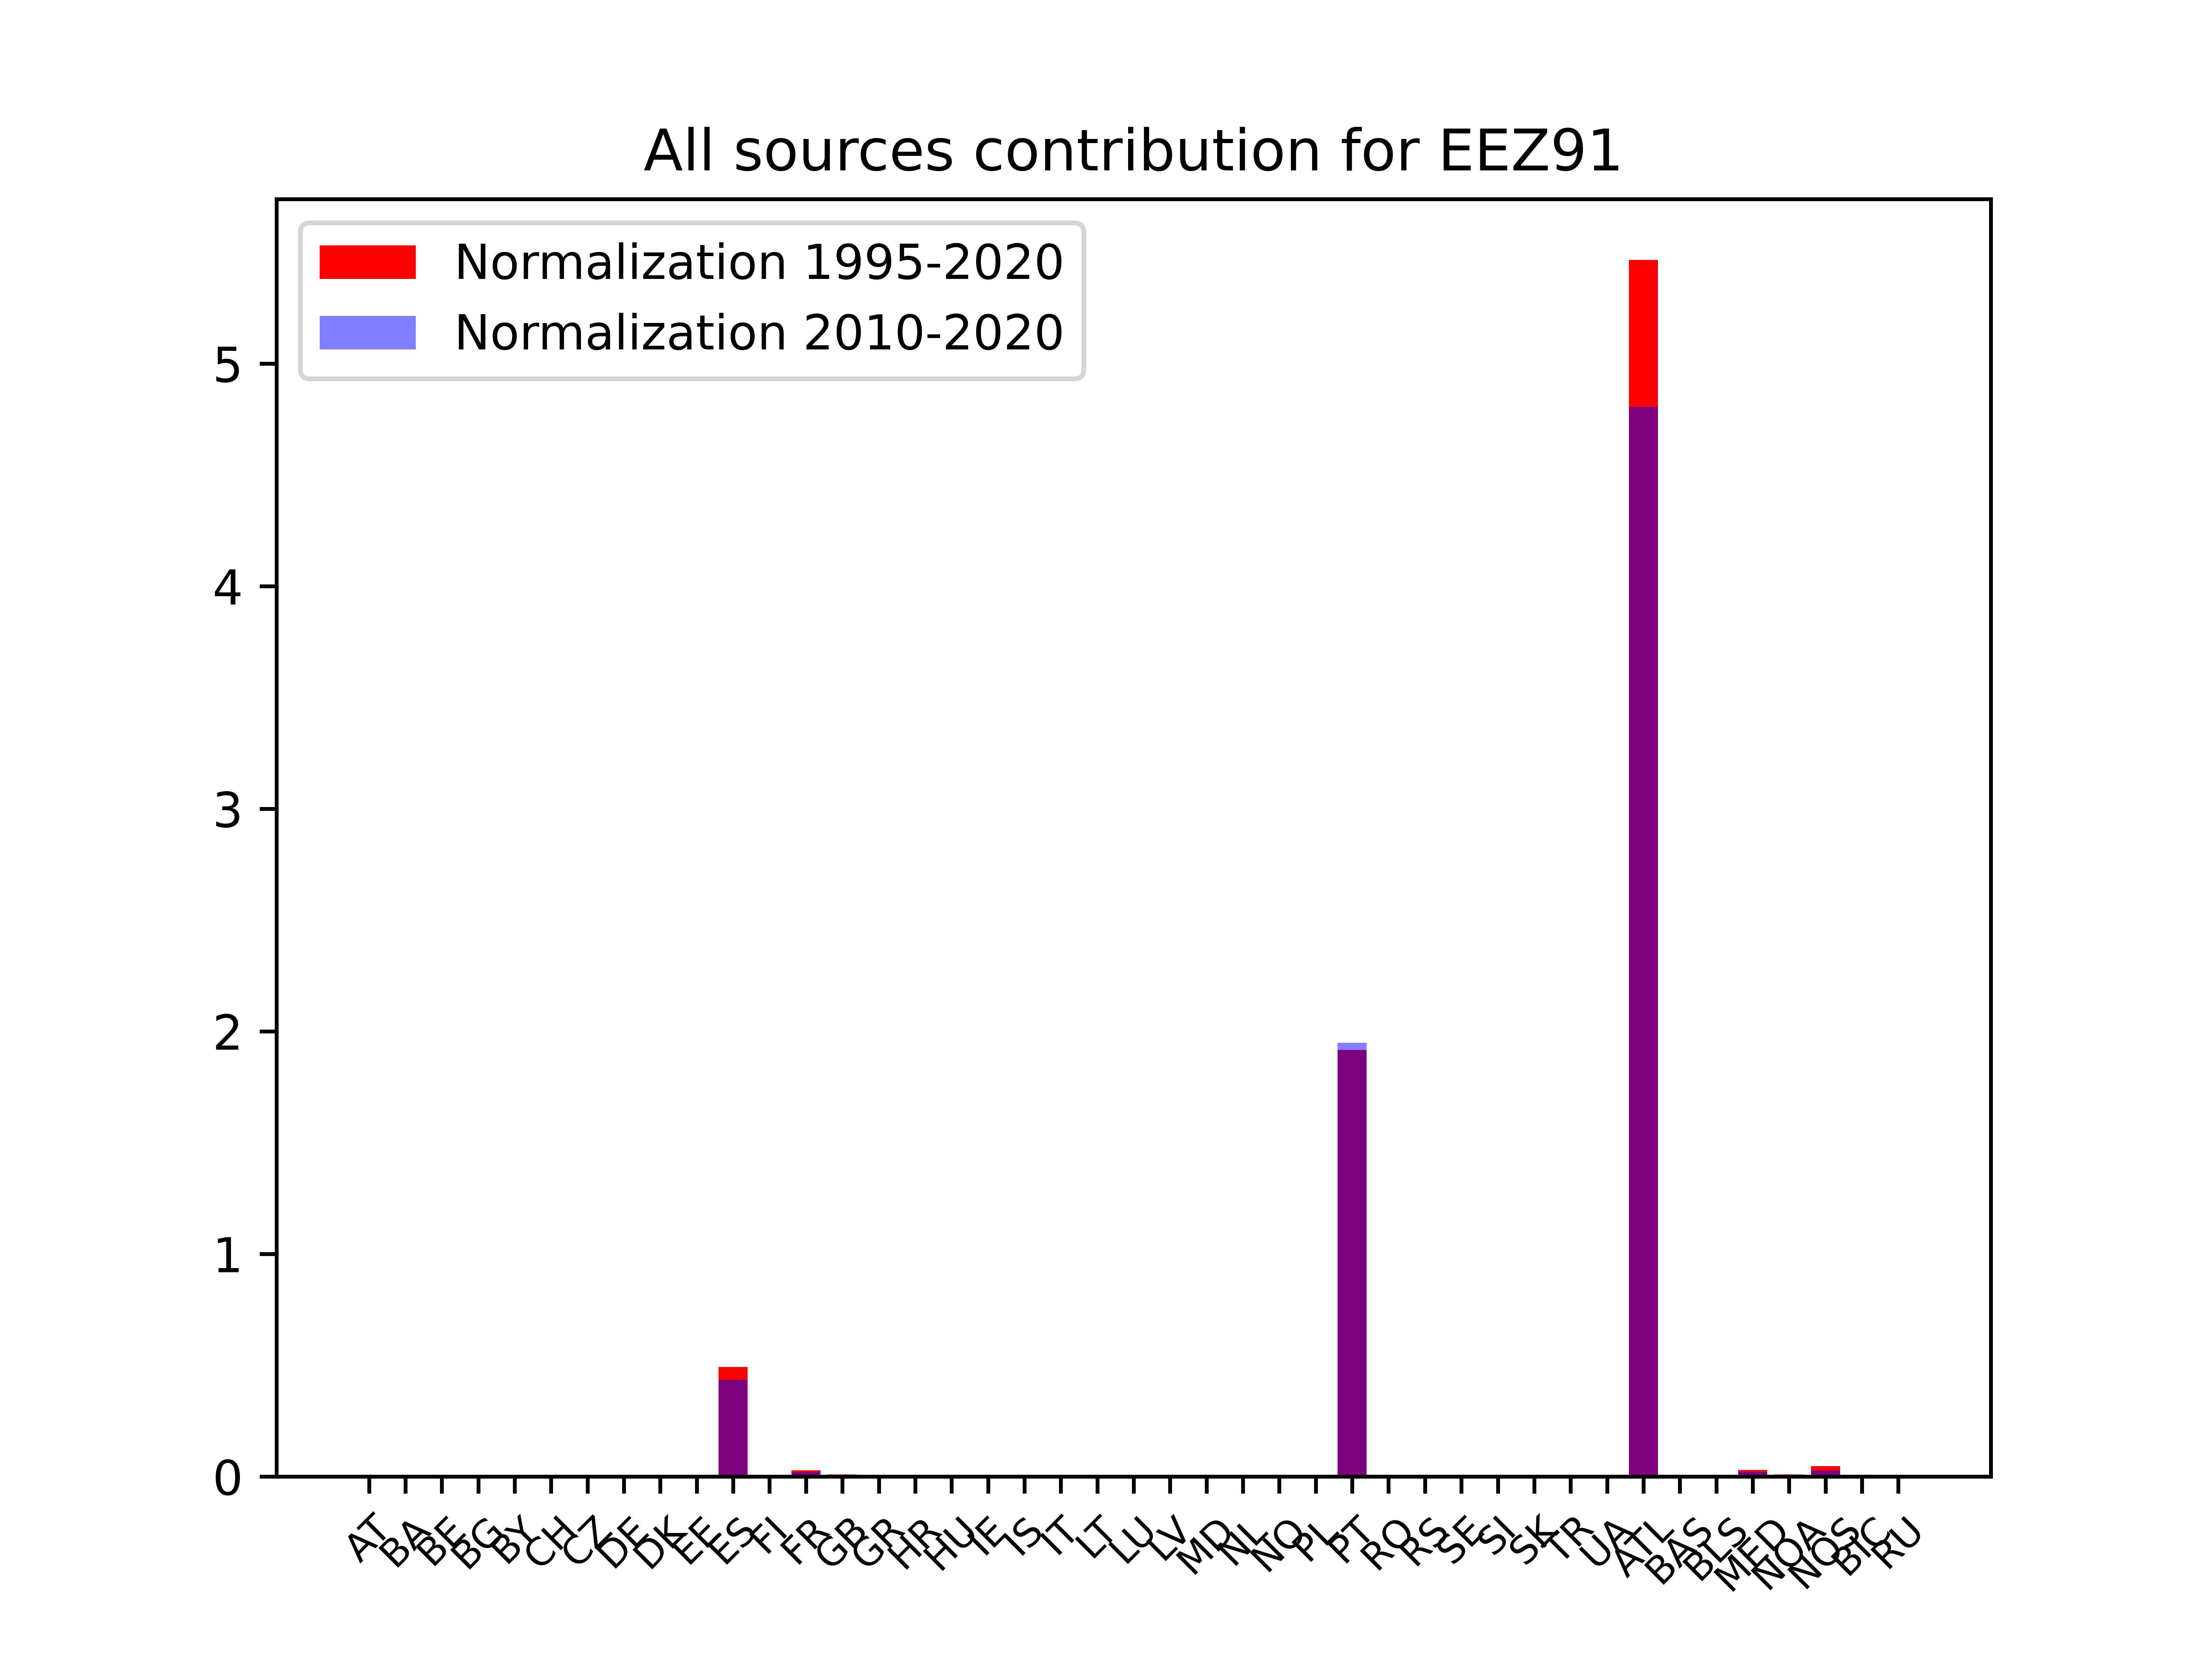 All sources contribution for EEZ91
Normalization 1995-2020
Normalization 2010-2020
5
4
3
2
1
0
AT BA BE BG BY CH CZ DE DK EE ES FI FR GB GR HR HU IE IS IT LT LU LV MD NL NO PL PT RO RS SE SI SK TR UA ATL BAS BLS MED NOA NOS BIC RU